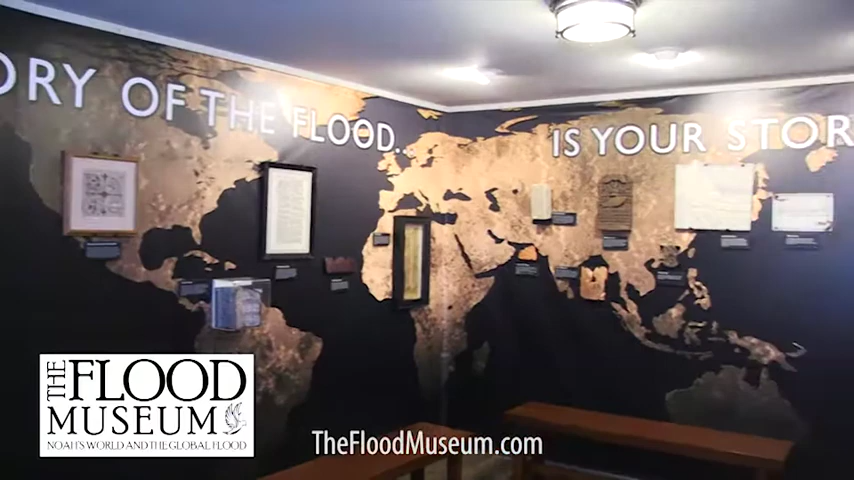 ORY OF THE FLOOD...
IS YOUR STOR
THE FLOOD
MUSEUM
NOAH'S WORLD AND THE GLOBAL FLOOD
TheFloodMuseum.com